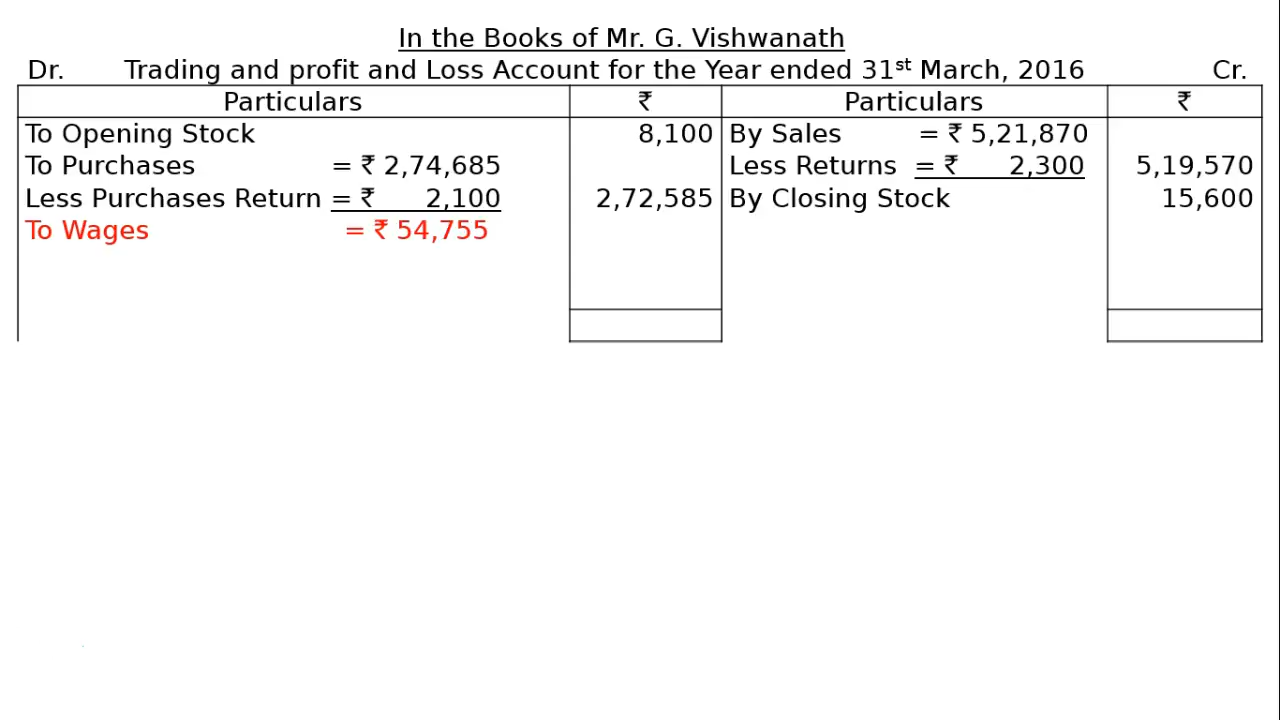 In the Books of Mr. G. Vishwanath
Dr. Trading and profit and Loss Account for the Year ended 31st March, 2016 Cr.
Particulars ₹ Particulars ₹
To Opening Stock 8,100 By Sales = ₹ 5,21,870
To Purchases = ₹ 2,74,685 Less Returns = ₹ 2,300 5,19,570
Less Purchases Return = ₹ 2,100 2,72,585 By Closing Stock 15,600
To Wages = ₹ 54,755